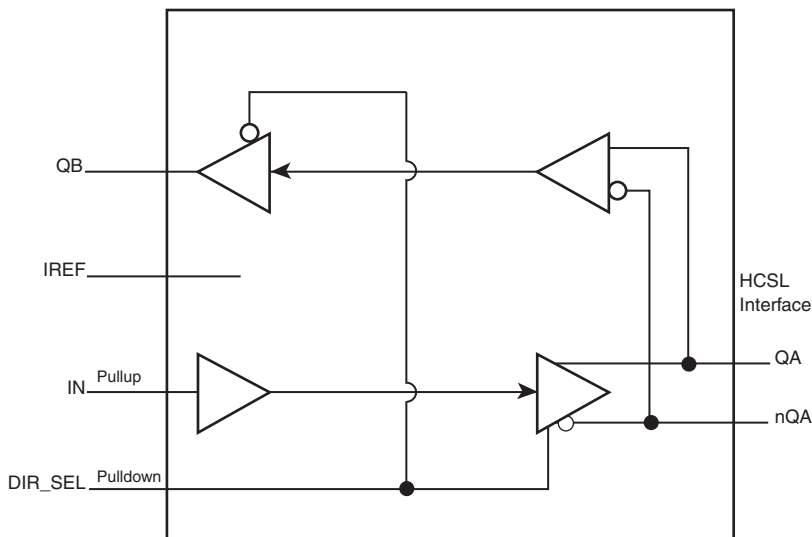 QB
IREF
HCSL
Interface
QA
IN Pullup
nQA
DIR_SEL Pulldown